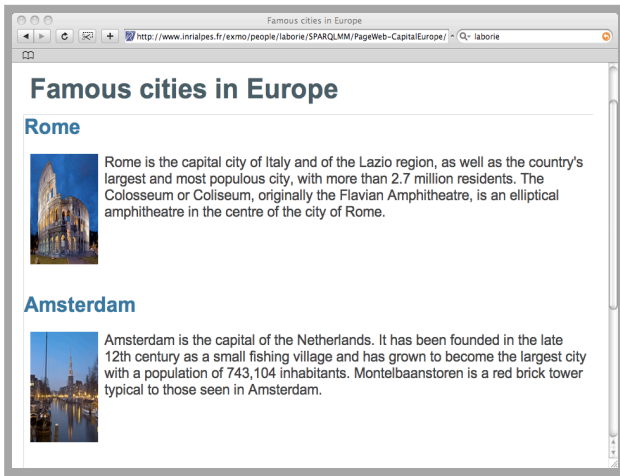 Famous cities in Europe
http://www.inrialpes.fr/exmo/people/laborie/SPARQLMM/PageWeb-CapitalEurope/
laborie
Famous cities in Europe
Rome
Rome is the capital city of Italy and of the Lazio region, as well as the country's
largest and most populous city, with more than 2.7 million residents. The
Colosseum or Coliseum, originally the Flavian Amphitheatre, is an elliptical
amphitheatre in the centre of the city of Rome.
Amsterdam
Amsterdam is the capital of the Netherlands. It has been founded in the late
12th century as a small fishing village and has grown to become the largest city
with a population of 743,104 inhabitants. Montelbaanstoren is a red brick tower
typical to those seen in Amsterdam.